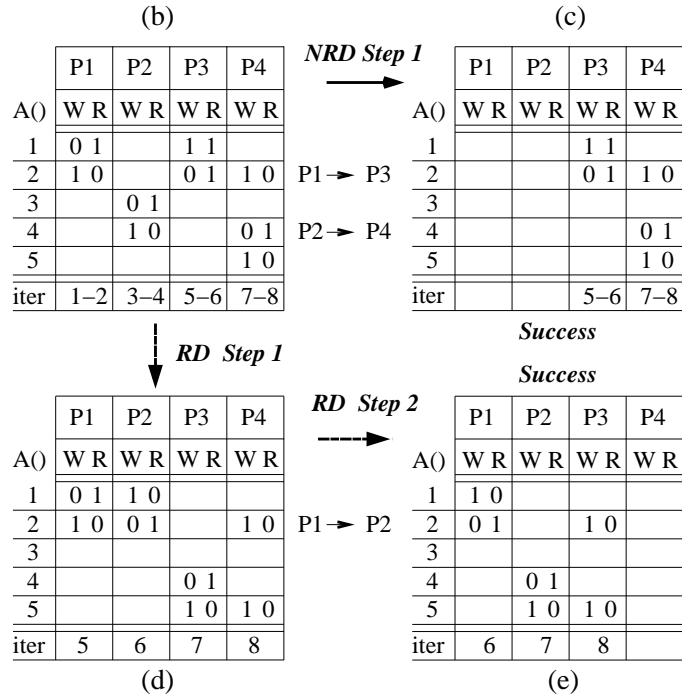 (b) (c)
P1 P2 P3 P4 NRD Step 1 P1 P2 P3 P4
A() W R W R W R W R A() W R W R W R W R
1 0 1 1 1 1 1 1
2 1 0 0 1 1 0 P1 → P3 2 0 1 1 0
3 0 1 3
4 1 0 0 1 P2 → P4 4 0 1
5 1 0 5 1 0
iter 1–2 3–4 5–6 7–8 iter 5–6 7–8
Success
RD Step 1
Success
P1 P2 P3 P4 RD Step 2 P1 P2 P3 P4
A() W R W R W R W R A() W R W R W R W R
1 0 1 1 0 1 1 0
2 1 0 0 1 1 0 P1 → P2 2 0 1 1 0
3 3
4 0 1 4 0 1
5 1 0 1 0 5 1 0 1 0
iter 5 6 7 8 iter 6 7 8
(d) (e)